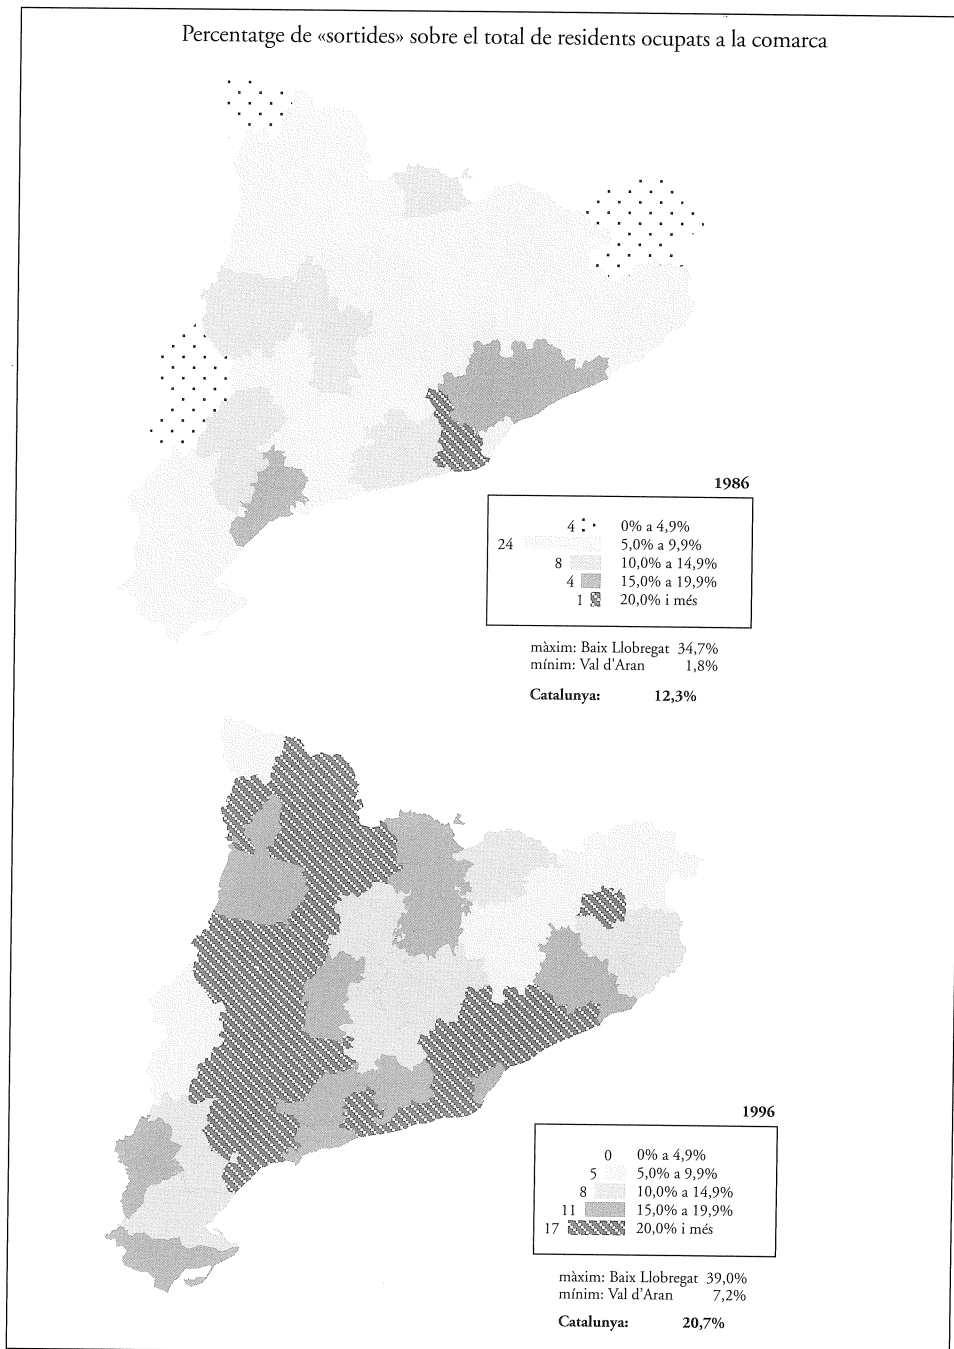 Percentatge de «sortides» sobre el total de residents ocupats a la comarca
1986
4 0% a 4,9%
24 5,0% a 9,9%
8 10,0% a 14,9%
4 15,0% a 19,9%
1 20,0% i més
màxim: Baix Llobregat 34,7%
mínim: Val d'Aran 1,8%
Catalunya: 12,3%
1996
0 0% a 4,9%
5 5,0% a 9,9%
8 10,0% a 14,9%
11 15,0% a 19,9%
17 20,0% i més
màxim: Baix Llobregat 39,0%
mínim: Val d'Aran 7,2%
Catalunya: 20,7%